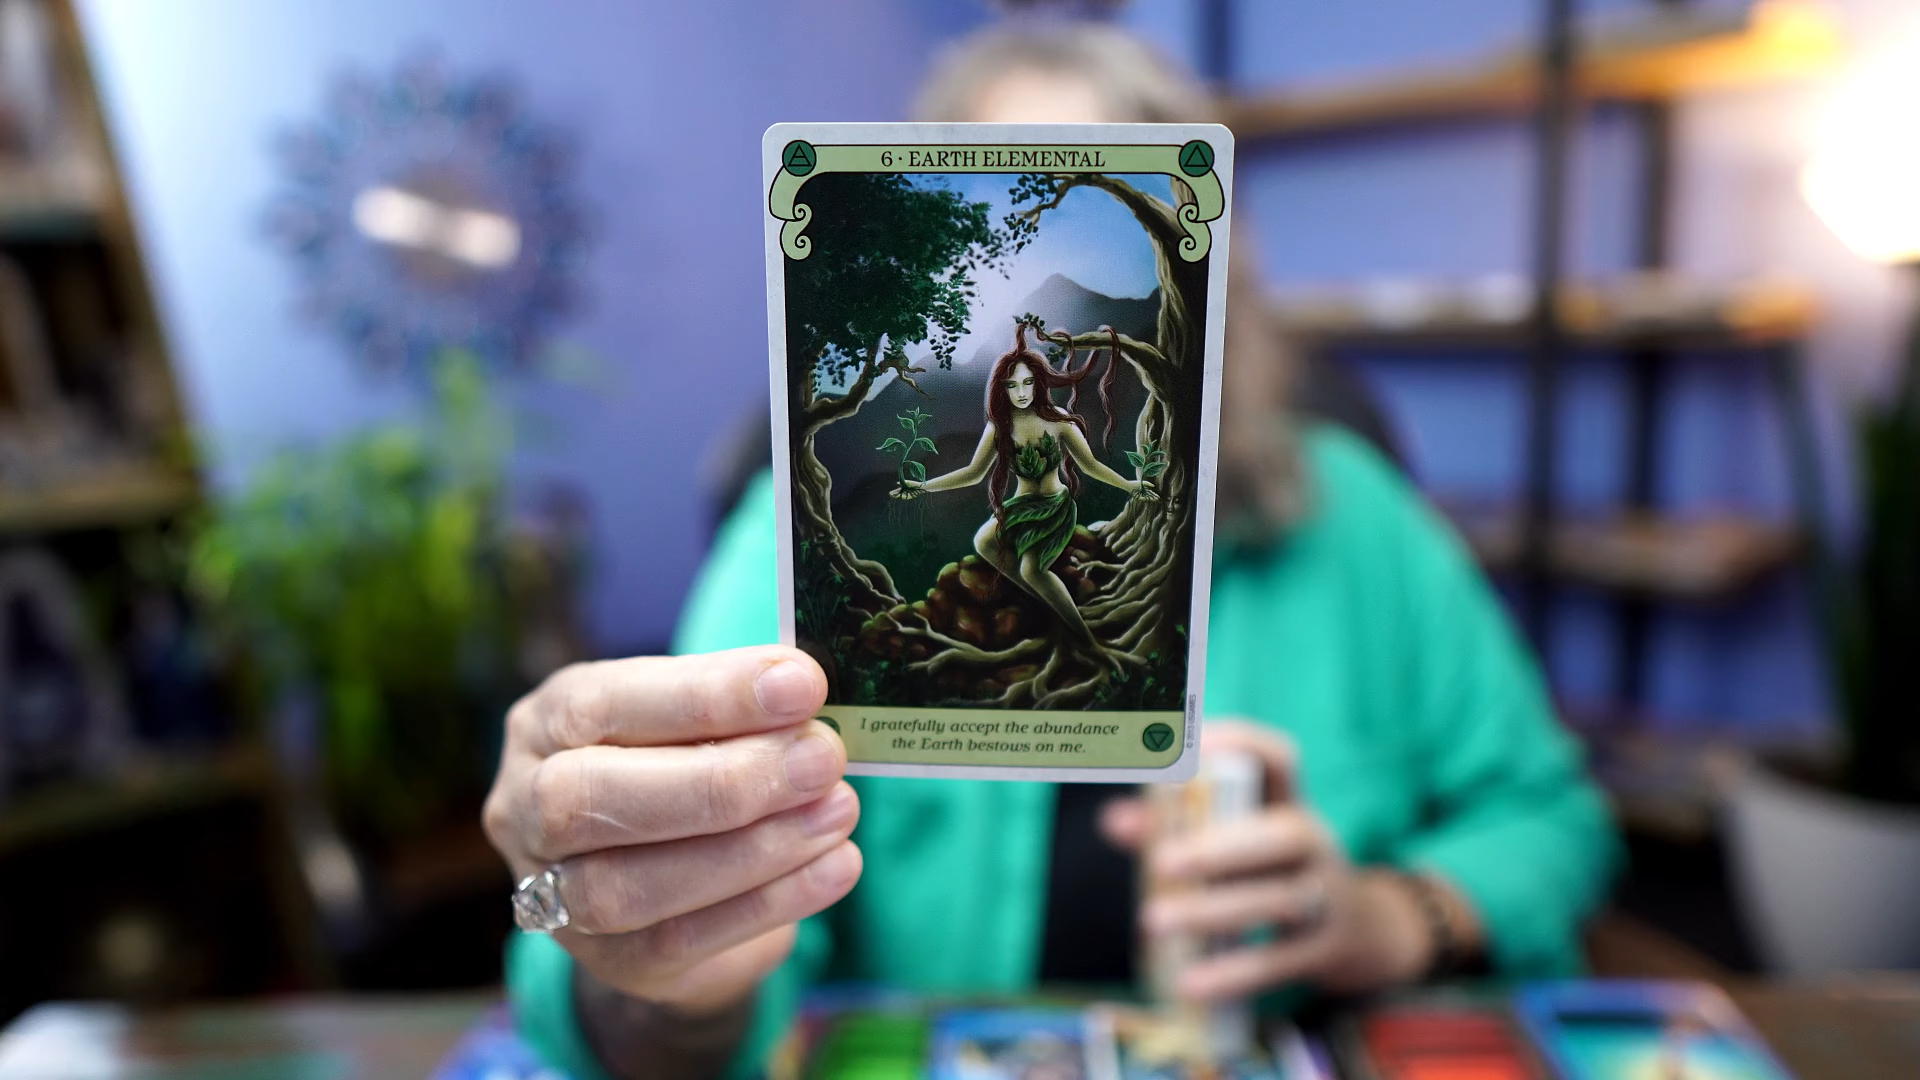 6 · EARTH ELEMENTAL
I gratefully accept the abundance
the Earth bestows on me.